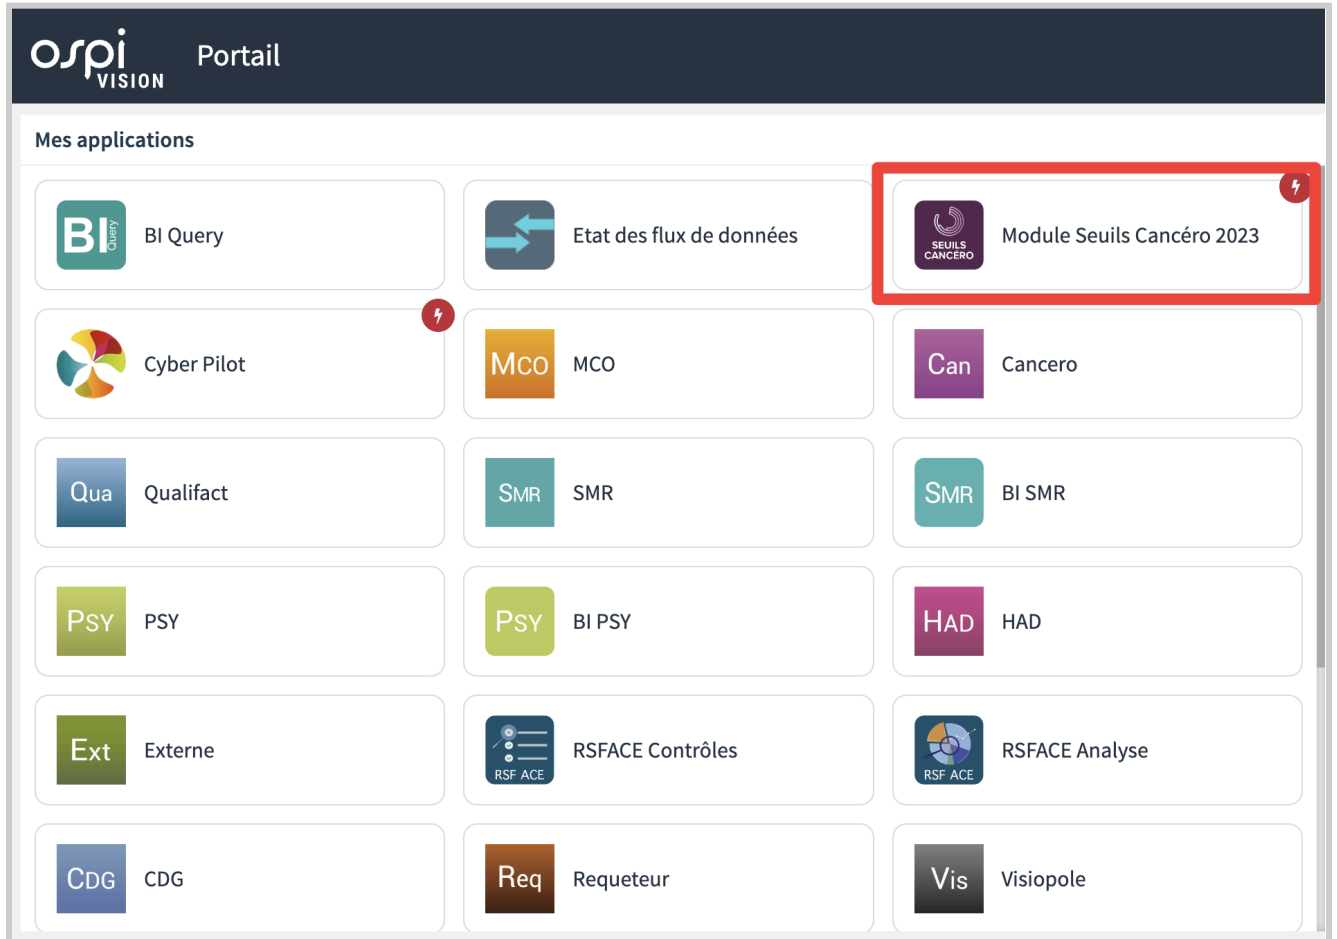 ospi
VISION
Portail
Mes applications
BI Query
BI Query
Etat des flux de données
SEUILS
CANCÉRO
Module Seuils Cancéro 2023
Cyber Pilot
MCO
MCO
Can
Cancero
Qua
Qualifact
SMR
SMR
SMR
BI SMR
PSY
PSY
PSY
BI PSY
HAD
HAD
Ext
Externe
RSF ACE
RSFACE Contrôles
RSF ACE
RSFACE Analyse
CDG
CDG
Req
Requeteur
Vis
Visiopole